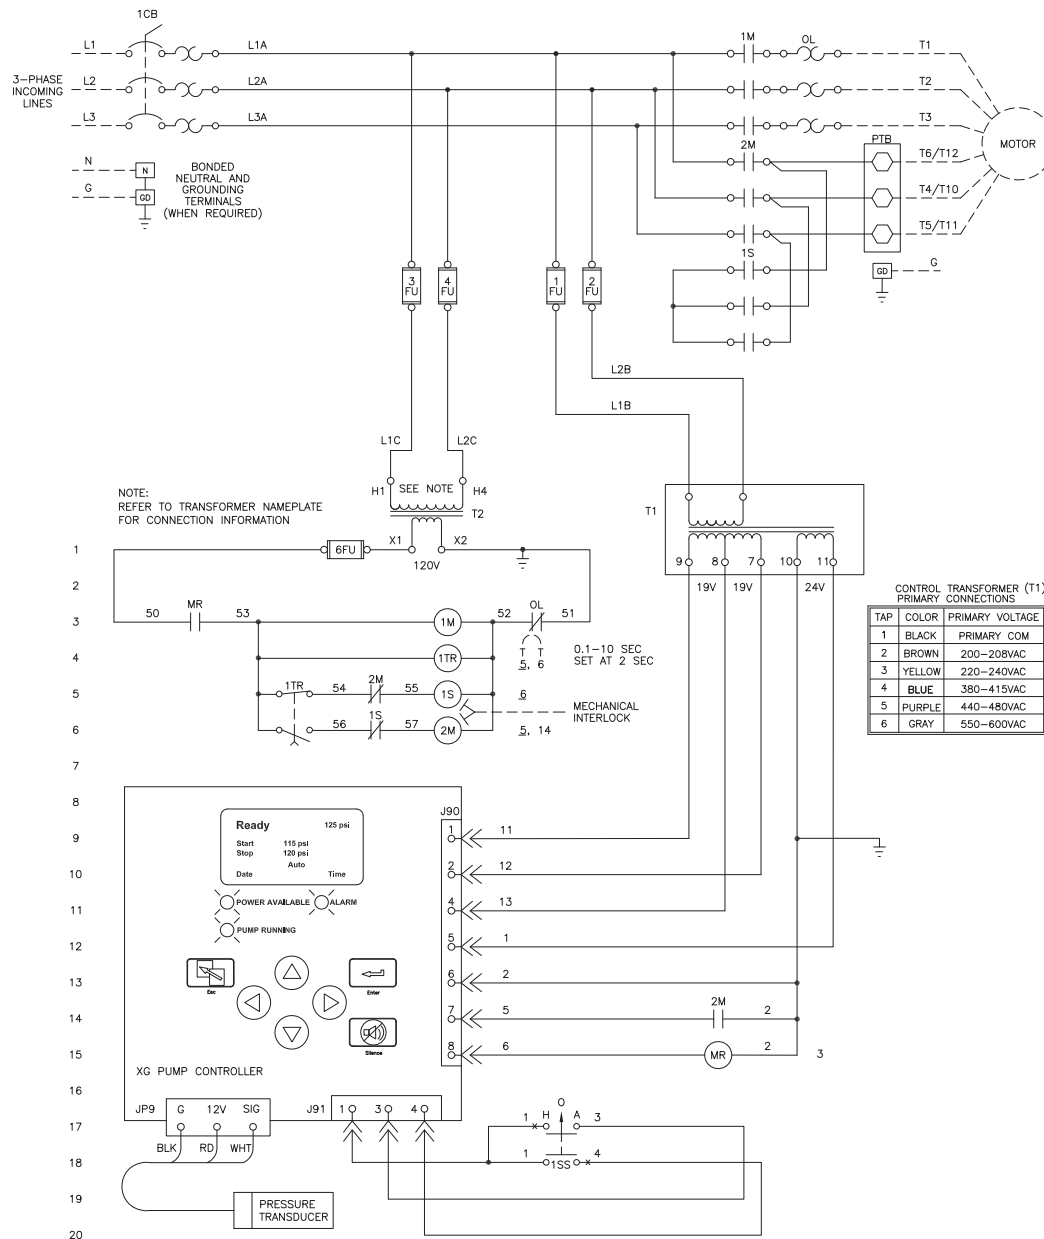 1CB
L1
L1A
1M
OL
T1
3-PHASE
INCOMING
LINES
L2
L2A
T2
L3
L3A
T3
MOTOR
2M
PTB
T6/T12
N
N
BONDED
NEUTRAL AND
GROUNDING
TERMINALS
(WHEN REQUIRED)
G
GD
T4/T10
T5/T11
1S
GD
G
3
FU
4
FU
1
FU
2
FU
L2B
L1B
L1C
L2C
H1
SEE NOTE
H4
T2
T1
NOTE:
REFER TO TRANSFORMER NAMEPLATE
FOR CONNECTION INFORMATION
1
6FU
X1
X2
120V
9
8
7
10
11
19V
19V
24V
2
CONTROL TRANSFORMER (T1)
PRIMARY CONNECTIONS
TAP COLOR PRIMARY VOLTAGE
1 BLACK PRIMARY COM
2 BROWN 200-208VAC
3 YELLOW 220-240VAC
4 BLUE 380-415VAC
5 PURPLE 440-480VAC
6 GRAY 550-600VAC
3
50
MR
53
1M
52
OL
51
4
1TR
T T
5, 6
0.1-10 SEC
SET AT 2 SEC
5
1TR
54
2M
55
1S
6
MECHANICAL
INTERLOCK
6
56
1S
57
2M
5, 14
7
8
J90
Ready
125 psi
Start 115 psi
Stop 120 psi
Auto
Date
Time
9
1
11
10
2
12
POWER AVAILABLE
ALARM
11
4
13
PUMP RUNNING
12
5
1
13
6
2
Esc
Enter
14
7
5
2M
2
Silence
15
8
6
MR
2
3
XG PUMP CONTROLLER
16
JP9
G
12V
SIG
J91
1
3
4
17
1
H
O
A
3
BLK
RD
WHT
18
1
1SS
4
19
PRESSURE
TRANSDUCER
20